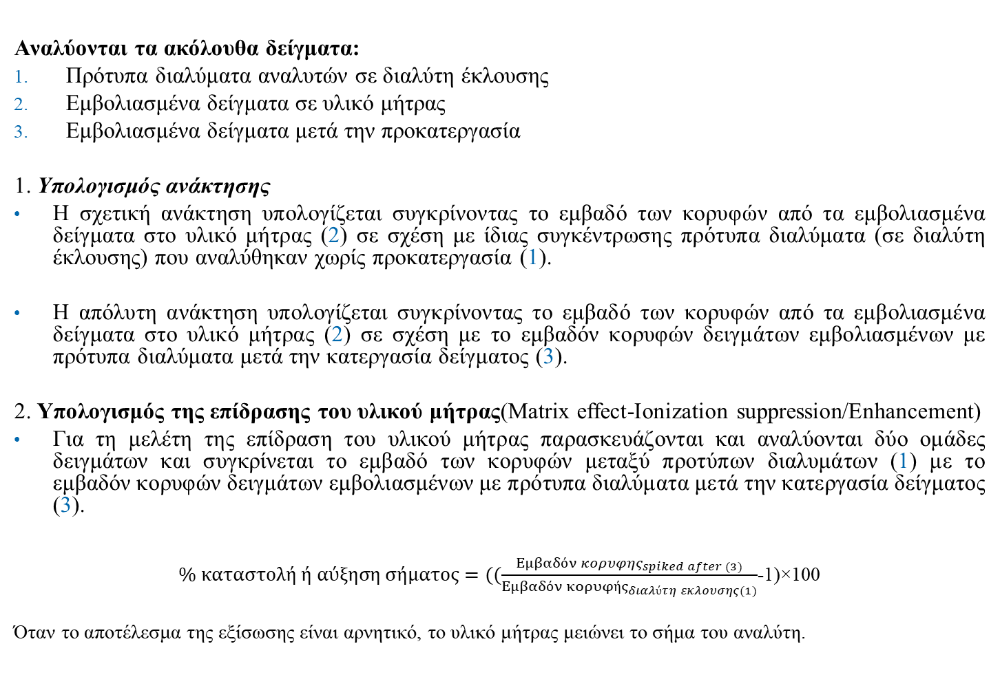 Αναλύονται τα ακόλουθα δείγματα:
1. Πρότυπα διαλύματα αναλυτών σε διαλύτη έκλουσης
2. Εμβολιασμένα δείγματα σε υλικό μήτρας
3. Εμβολιασμένα δείγματα μετά την προκατεργασία
1. Υπολογισμός ανάκτησης
• Η σχετική ανάκτηση υπολογίζεται συγκρίνοντας το εμβαδό των κορυφών από τα εμβολιασμένα
δείγματα στο υλικό μήτρας (2) σε σχέση με ίδιας συγκέντρωσης πρότυπα διαλύματα (σε διαλύτη
έκλουσης) που αναλύθηκαν χωρίς προκατεργασία (1).
• Η απόλυτη ανάκτηση υπολογίζεται συγκρίνοντας το εμβαδό των κορυφών από τα εμβολιασμένα
δείγματα στο υλικό μήτρας (2) σε σχέση με το εμβαδόν κορυφών δειγμάτων εμβολιασμένων με
πρότυπα διαλύματα μετά την κατεργασία δείγματος (3).
2. Υπολογισμός της επίδρασης του υλικού μήτρας(Matrix effect-Ionization suppression/Enhancement)
• Για τη μελέτη της επίδραση του υλικού μήτρας παρασκευάζονται και αναλύονται δύο ομάδες
δειγμάτων και συγκρίνεται το εμβαδό των κορυφών μεταξύ προτύπων διαλυμάτων (1) με το
εμβαδόν κορυφών δειγμάτων εμβολιασμένων με πρότυπα διαλύματα μετά την κατεργασία δείγματος
(3).
% καταστολή ή αύξηση σήματος = ((Εμβαδόν κορυφης spiked after (3) / Εμβαδόν κορυφής διαλύτη εκλουσης(1) -1)×100
Όταν το αποτέλεσμα της εξίσωσης είναι αρνητικό, το υλικό μήτρας μειώνει το σήμα του αναλύτη.